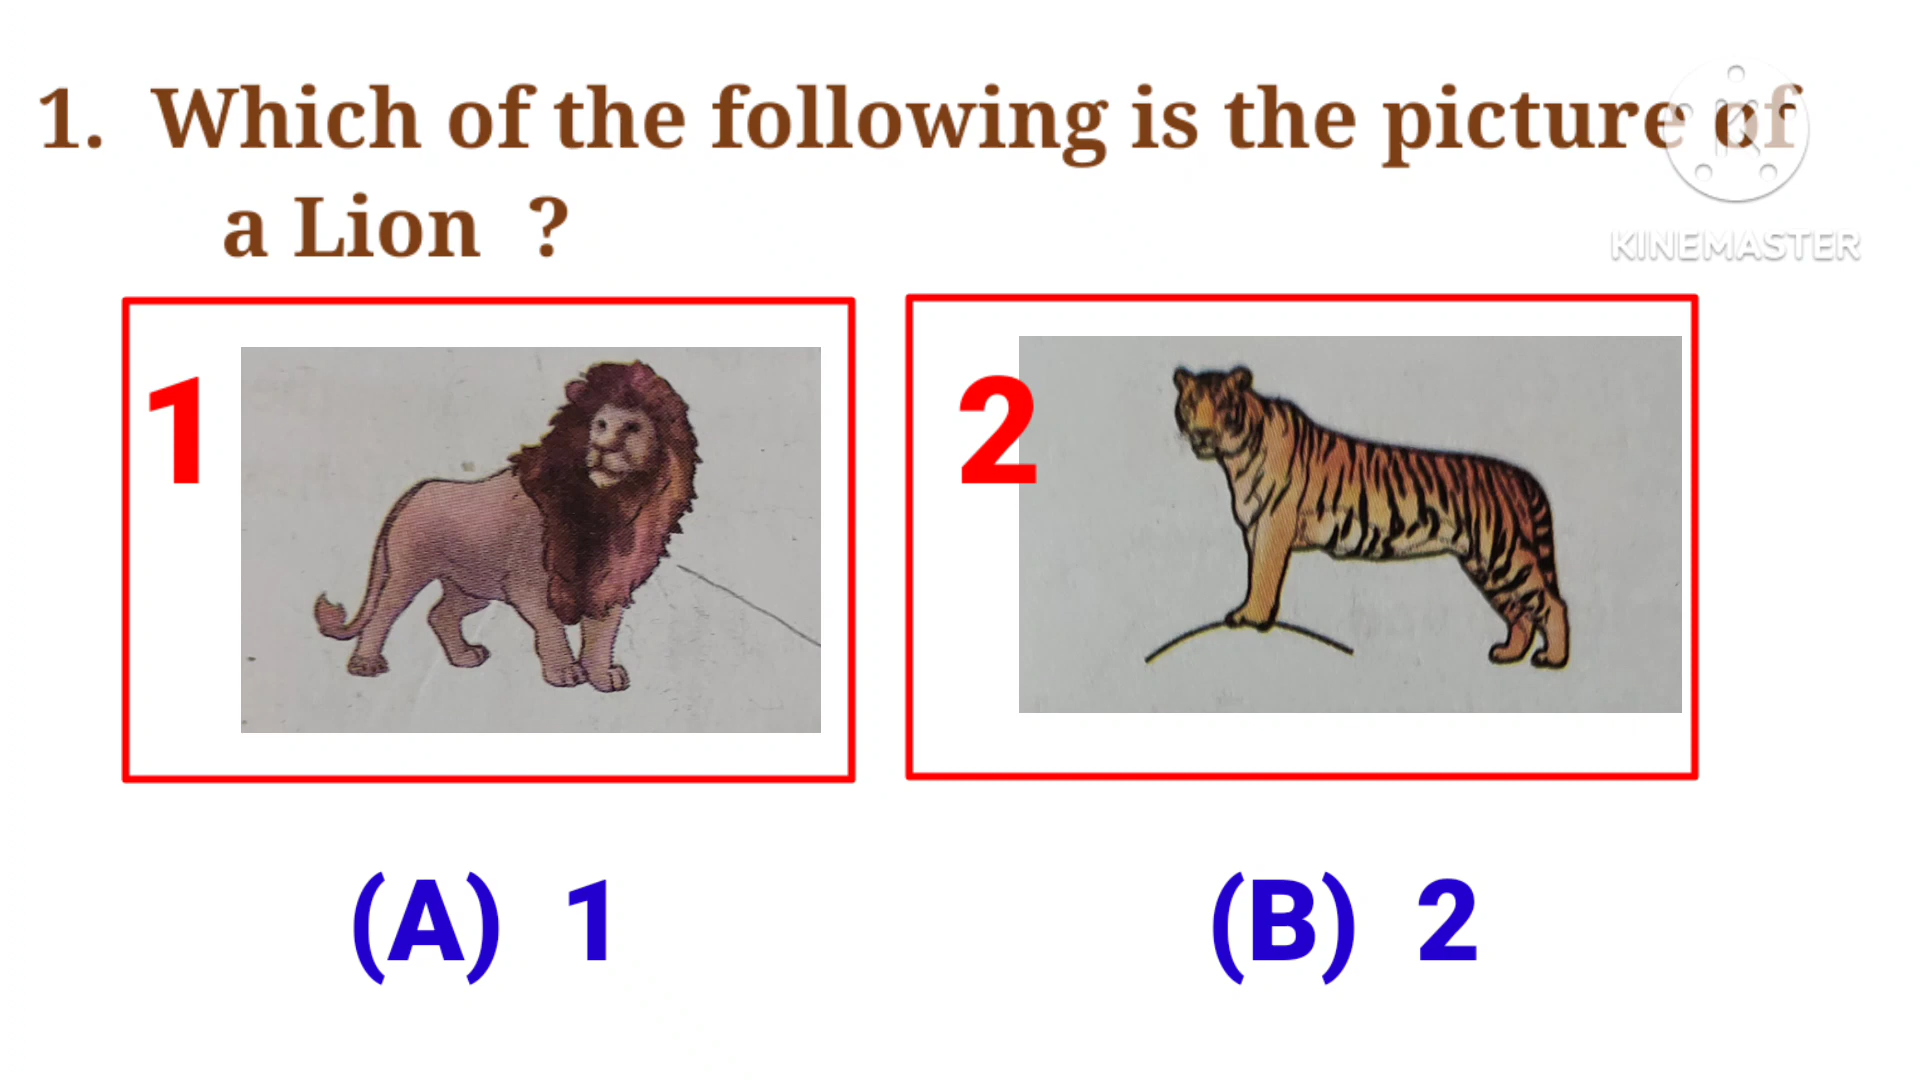 1. Which of the following is the picture of
a Lion ?
KINEMASTER
1
2
(A) 1
(B) 2